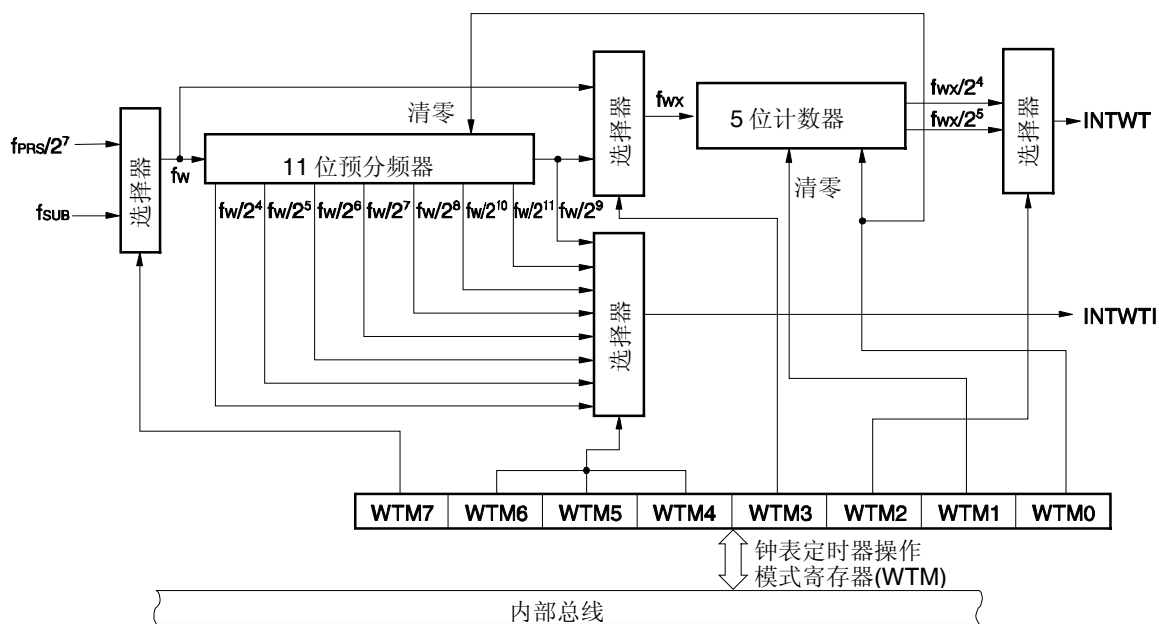 清零
fPRS/2⁷
fSUB
选择器
fW
11 位预分频器
选择器
fWX
5 位计数器
fWX/2⁴
fWX/2⁵
选择器
INTWT
清零
fW/2⁴
fW/2⁵
fW/2⁶
fW/2⁷
fW/2⁸
fW/2¹⁰
fW/2¹¹
fW/2⁹
选择器
INTWTI
WTM7 WTM6 WTM5 WTM4 WTM3 WTM2 WTM1 WTM0
钟表定时器操作
模式寄存器(WTM)
内部总线